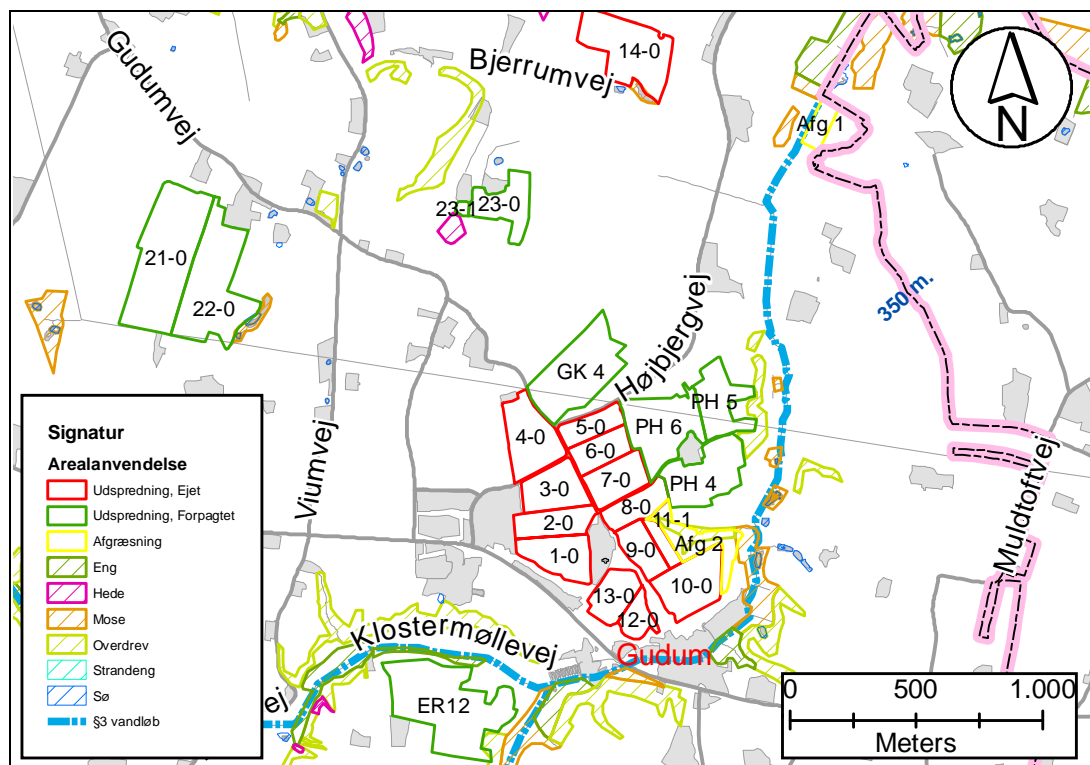 14-0
Bjerrumvej
Gudumvej
N
Afg 1
23-1
23-0
21-0
22-0
350 m.
Højbjergvej
GK 4
PH 5
PH 6
PH 4
4-0
5-0
6-0
7-0
3-0
8-0
2-0
11-1
1-0
9-0
Afg 2
10-0
13-0
12-0
Viumvej
Muldtoftvej
Klostermøllevej
Gudum
ER12
ej
Signatur
Arealanvendelse
Udspredning, Ejet
Udspredning, Forpagtet
Afgræsning
Eng
Hede
Mose
Overdrev
Strandeng
Sø
§3 vandløb
0 500 1.000
Meters